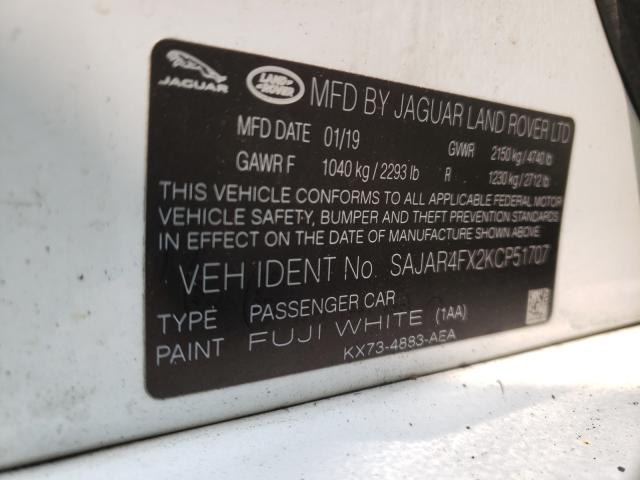 JAGUAR
LAND ROVER
MFD BY JAGUAR LAND ROVER LTD
MFD DATE 01/19 GVWR 2150 kg / 4740 lb
GAWR F 1040 kg / 2293 lb R 1230 kg / 2712 lb
THIS VEHICLE CONFORMS TO ALL APPLICABLE FEDERAL MOTOR
VEHICLE SAFETY, BUMPER AND THEFT PREVENTION STANDARDS
IN EFFECT ON THE DATE OF MANUFACTURE SHOWN ABOVE
VEH IDENT No. SAJAR4FX2KCP51707
TYPE PASSENGER CAR
PAINT FUJI WHITE (1AA)
KX73-4883-AEA